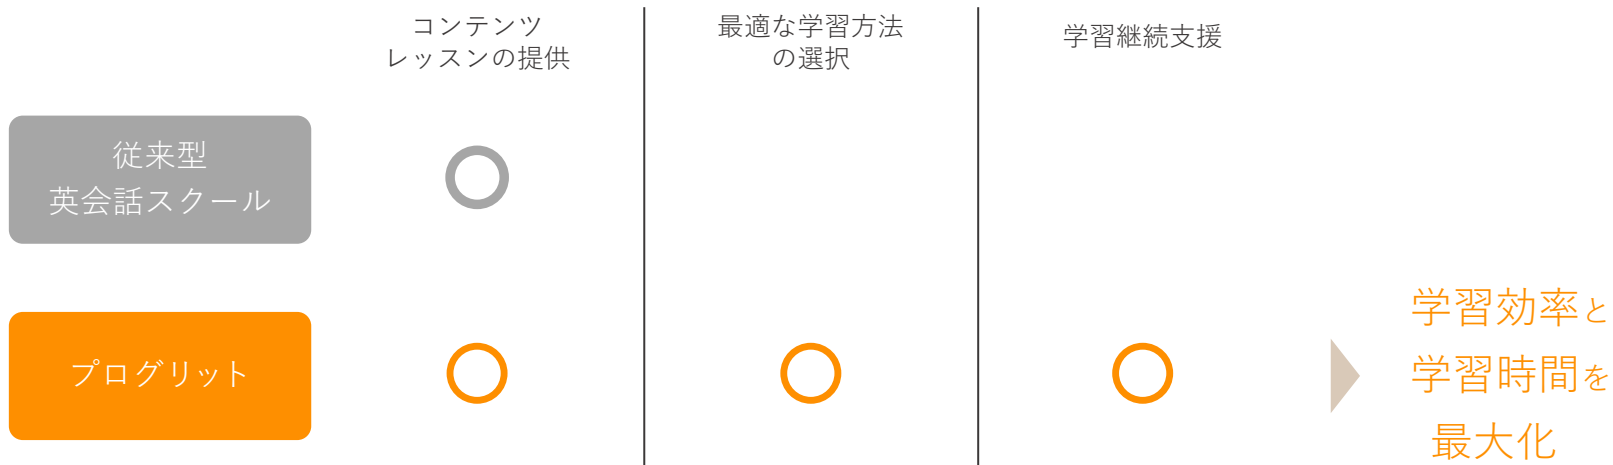 コンテンツ
レッスンの提供
最適な学習方法
の選択
学習継続支援
従来型
英会話スクール
プログリット
学習効率と
学習時間を
最大化